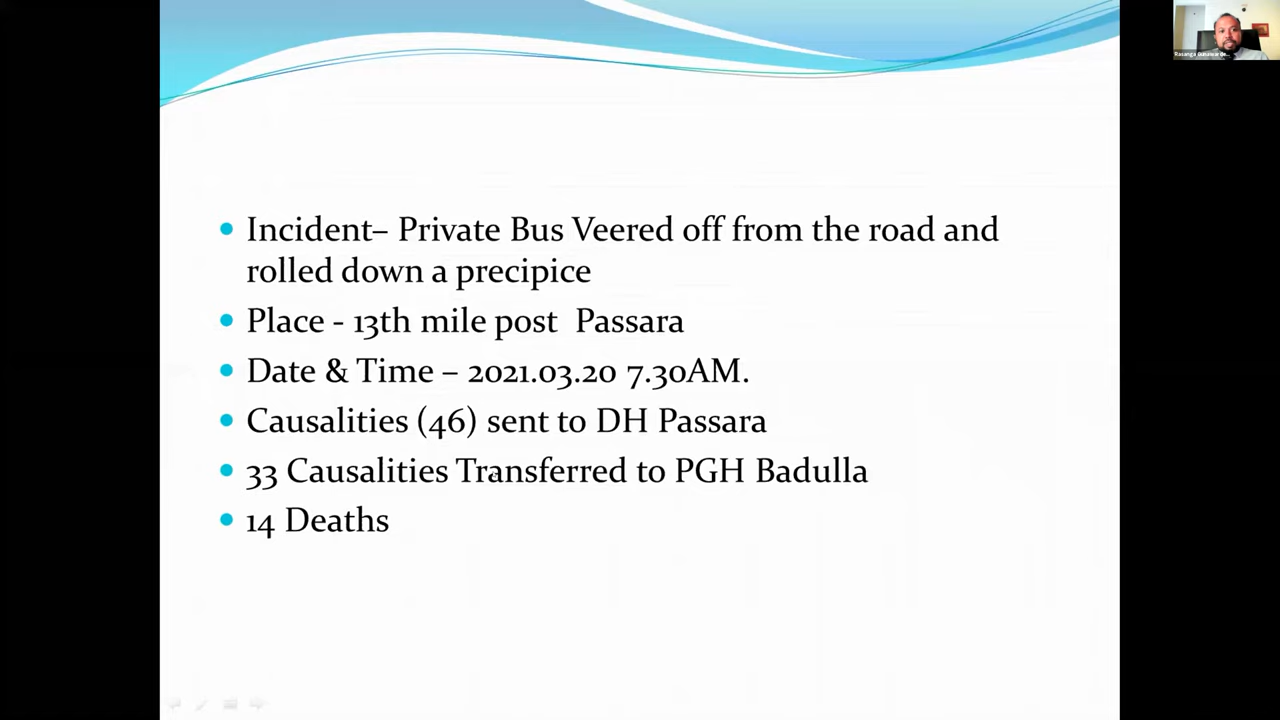 Incident– Private Bus Veered off from the road and
rolled down a precipice
Place - 13th mile post Passara
Date & Time – 2021.03.20 7.30AM.
Causalities (46) sent to DH Passara
33 Causalities Transferred to PGH Badulla
14 Deaths